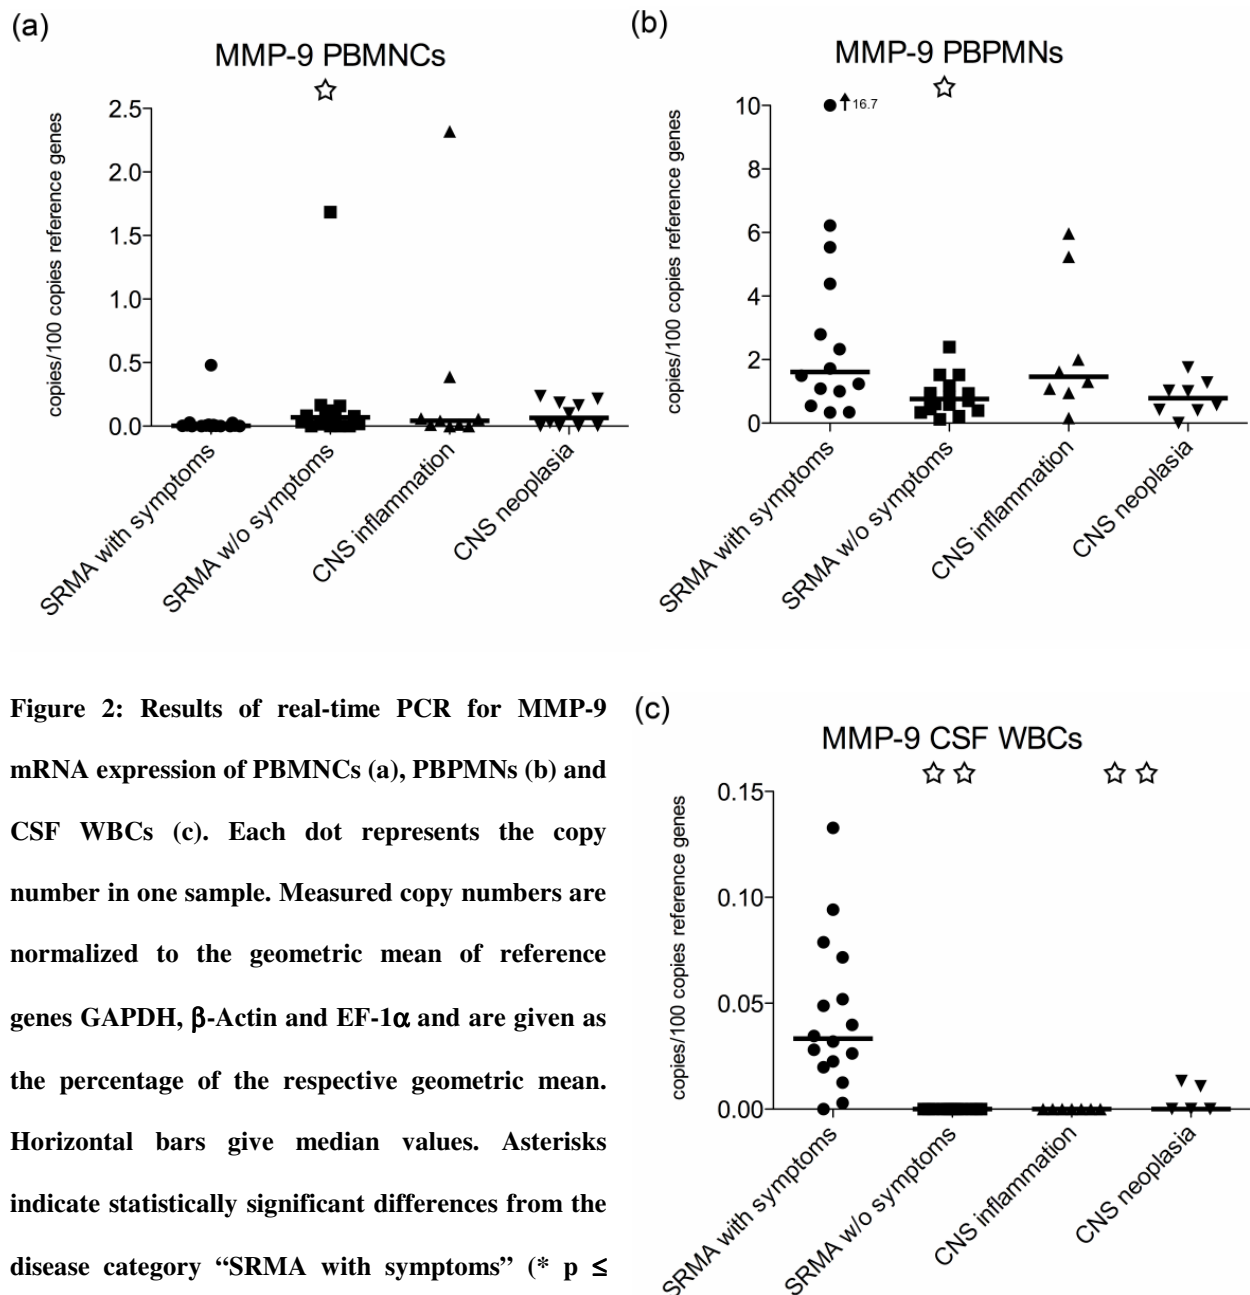 (a)
MMP-9 PBMNCs
☆
copies/100 copies reference genes
2.5
2.0
1.5
1.0
0.5
0.0
SRMA with symptoms
SRMA w/o symptoms
CNS inflammation
CNS neoplasia
(b)
MMP-9 PBPMNs
☆
copies/100 copies reference genes
10
8
6
4
2
0
16.7
SRMA with symptoms
SRMA w/o symptoms
CNS inflammation
CNS neoplasia
Figure 2: Results of real-time PCR for MMP-9
mRNA expression of PBMNCs (a), PBPMNs (b) and
CSF WBCs (c). Each dot represents the copy
number in one sample. Measured copy numbers are
normalized to the geometric mean of reference
genes GAPDH, β-Actin and EF-1α and are given as
the percentage of the respective geometric mean.
Horizontal bars give median values. Asterisks
indicate statistically significant differences from the
disease category “SRMA with symptoms” (* p ≤
(c)
MMP-9 CSF WBCs
☆ ☆ ☆ ☆
copies/100 copies reference genes
0.15
0.10
0.05
0.00
SRMA with symptoms
SRMA w/o symptoms
CNS inflammation
CNS neoplasia